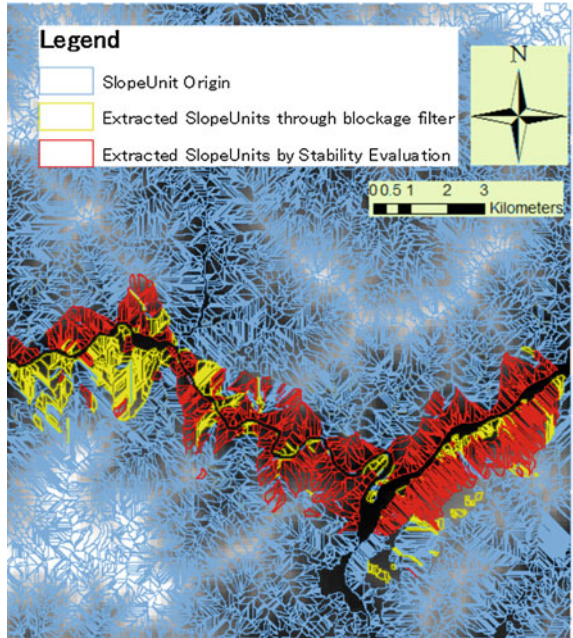 Legend
SlopeUnit Origin
Extracted SlopeUnits through blockage filter
Extracted SlopeUnits by Stability Evaluation
N
0 0.5 1 2 3
Kilometers